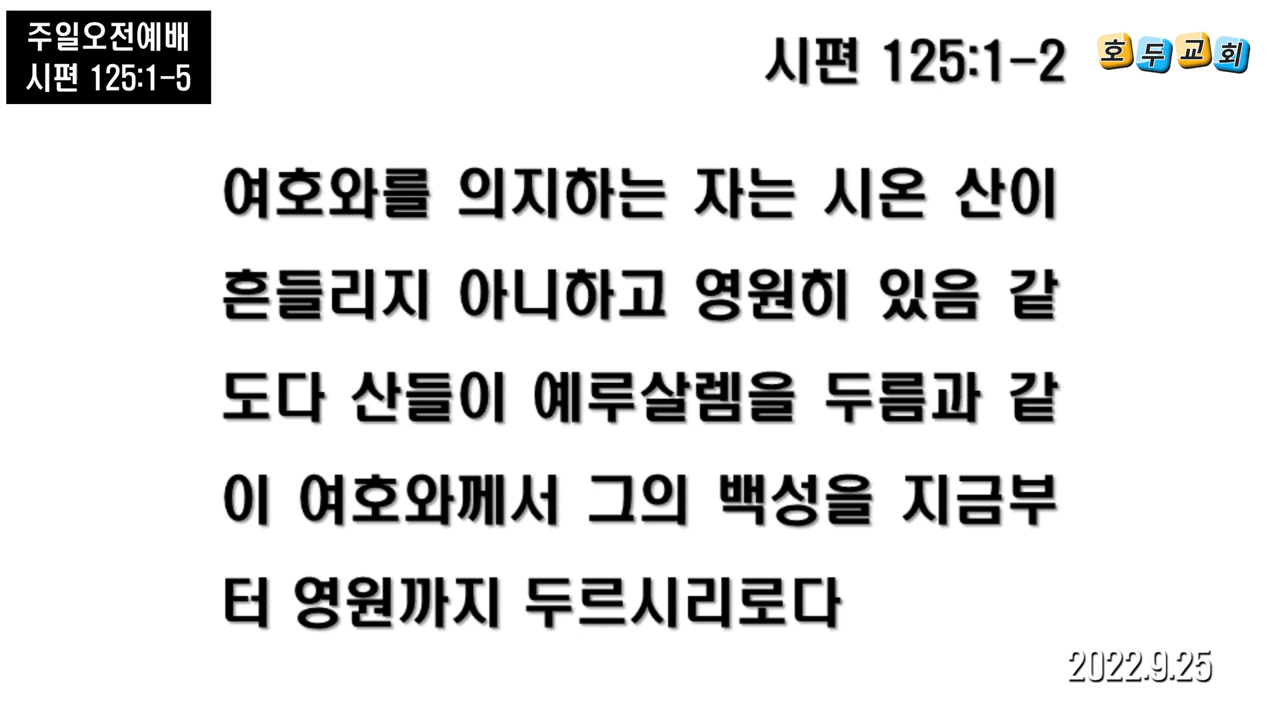 주일오전예배
시편 125:1-5
시편 125:1-2
호두교회
여호와를 의지하는 자는 시온 산이
흔들리지 아니하고 영원히 있음 같
도다 산들이 예루살렘을 두름과 같
이 여호와께서 그의 백성을 지금부
터 영원까지 두르시리로다
2022.9.25